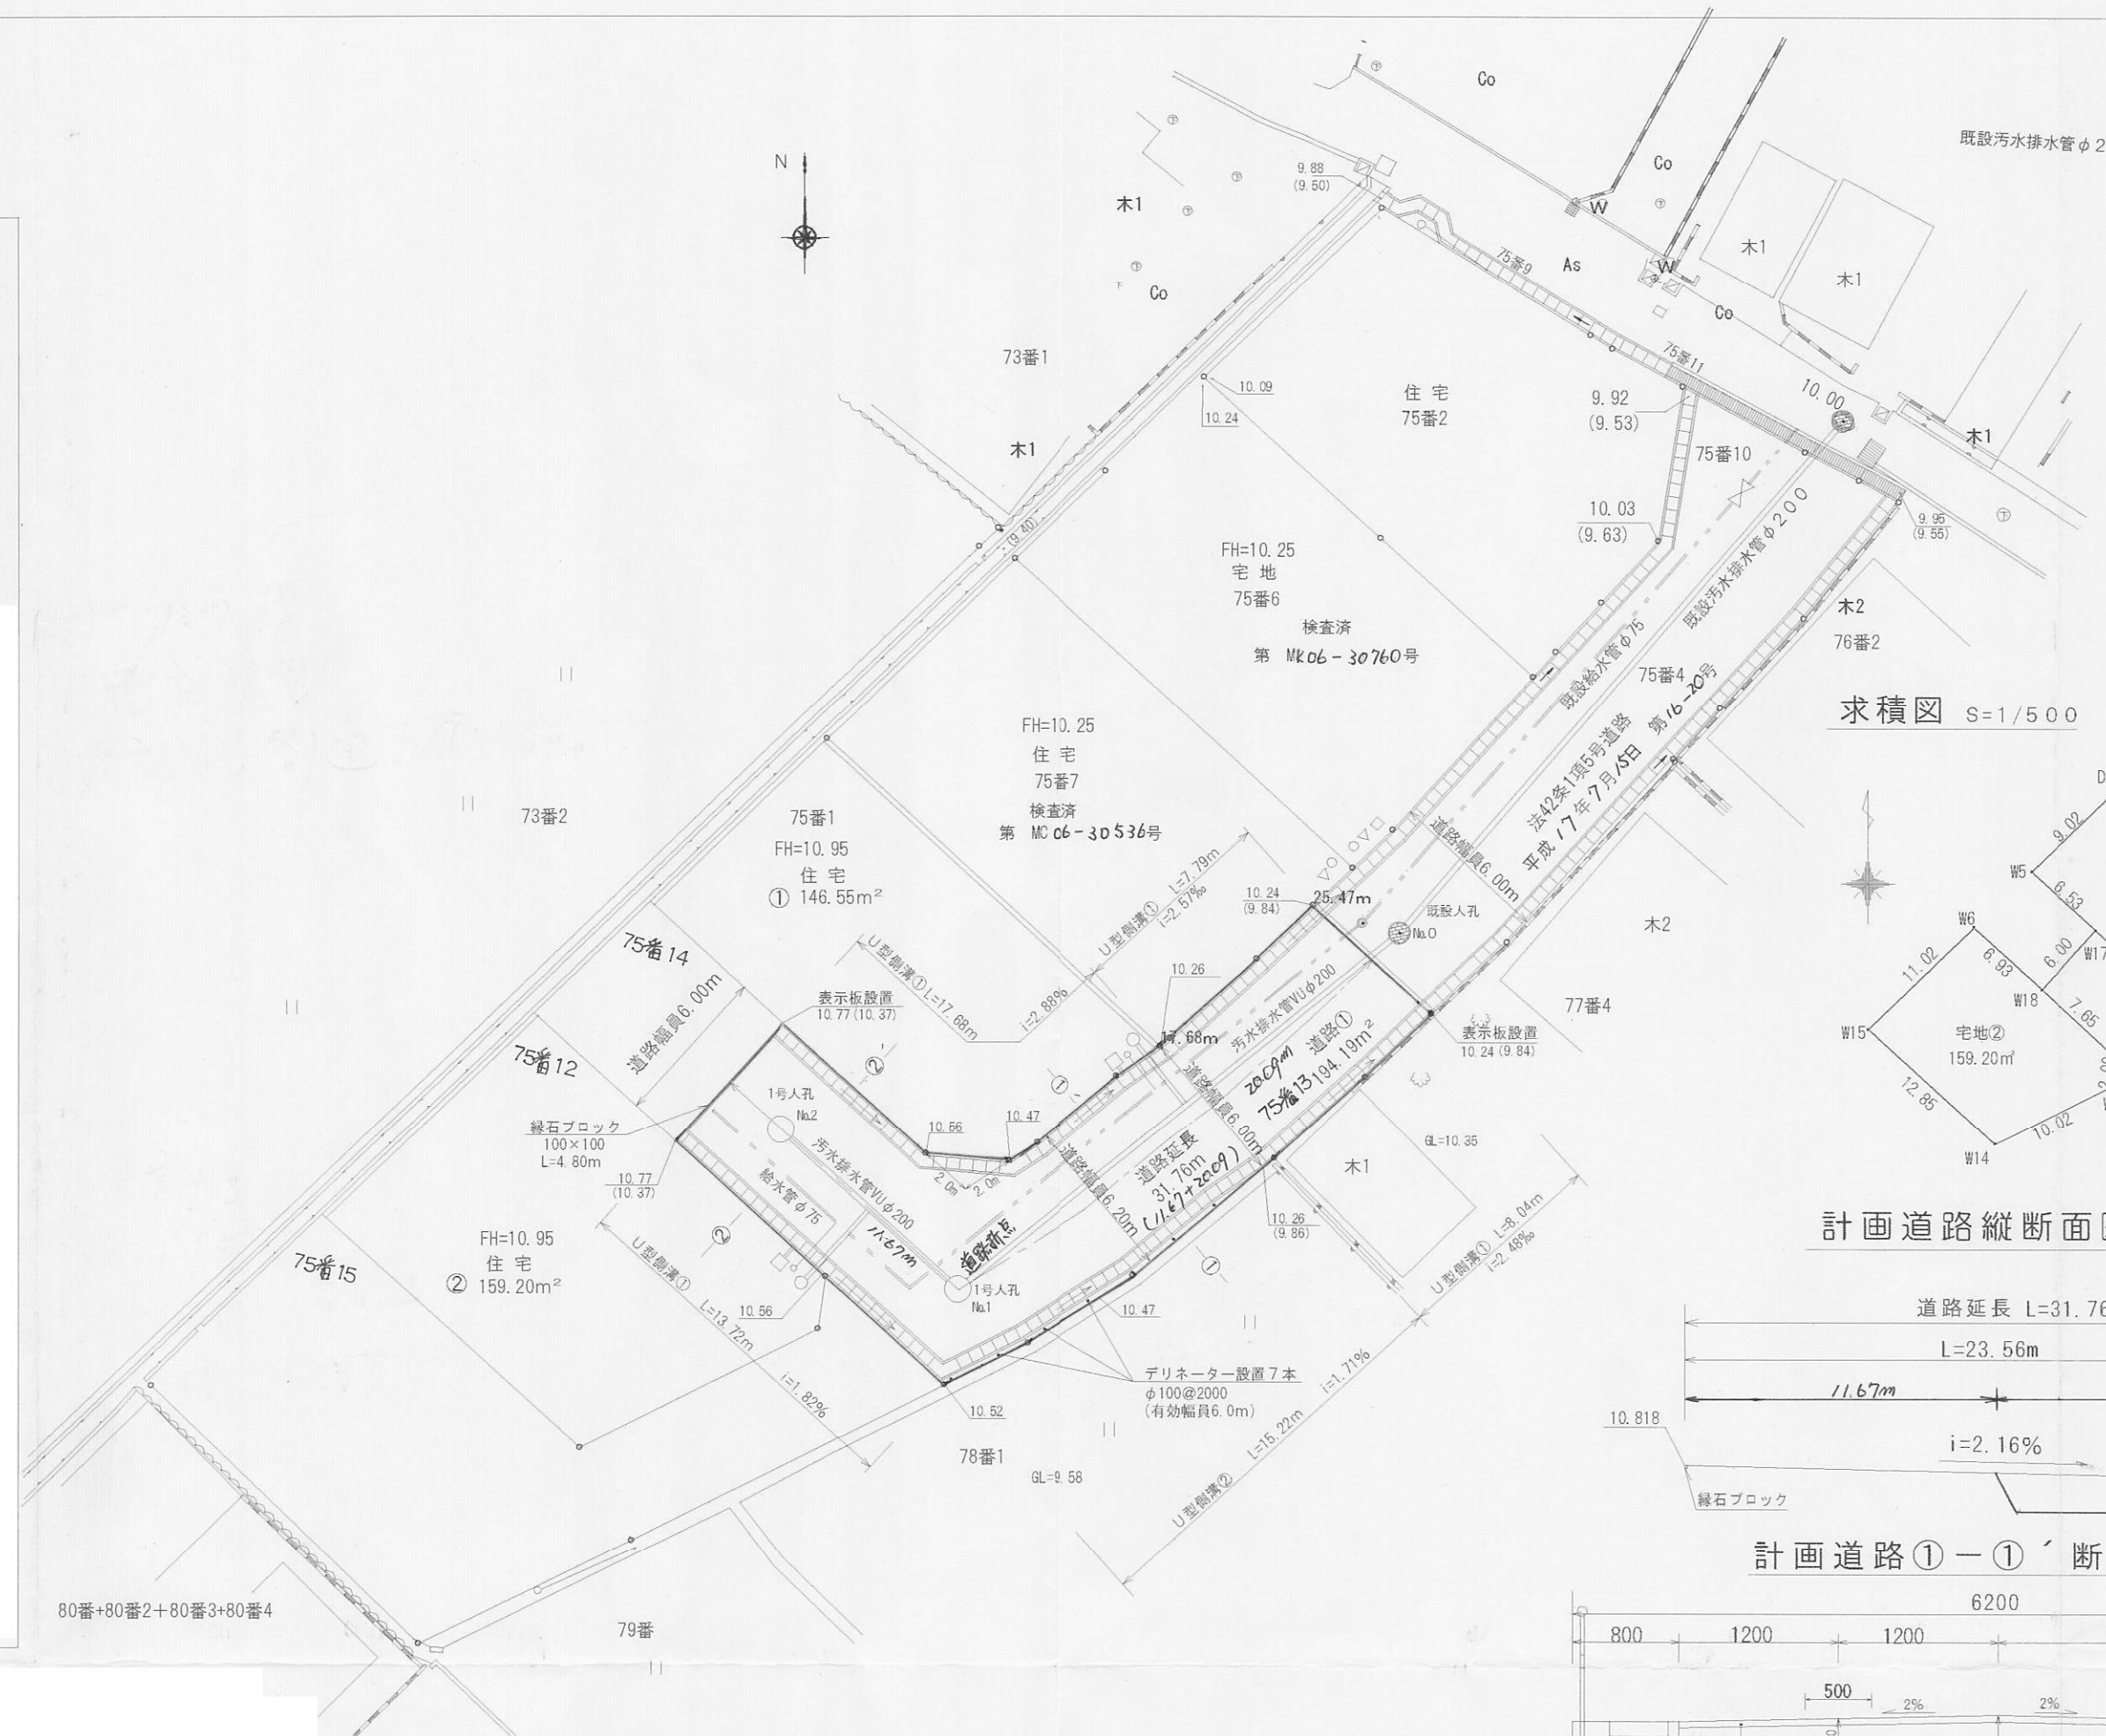 Co
既設汚水排水管φ2
N
9.88
(9.50)
Co
木1
W
75番9
As
W
木1
木1
Co
Co
73番1
75番11
10.09
10.24
住宅
75番2
9.92
(9.53)
10.00
木1
木1
75番10
10.03
(9.63)
9.95
(9.55)
(9.40)
FH=10.25
宅地
75番6
検査済
第 MK06-30760号
既設汚水排水管φ200
既設給水管φ75
75番4
木2
76番2
法42条1項5号道路
平成17年7月15日 第16-20号
道路幅員6.00m
求積図 S=1/500
FH=10.25
住宅
75番7
検査済
第 MC06-30536号
73番2
75番1
FH=10.95
住宅
① 146.55m²
L=7.79m
U型側溝① i=2.57‰
10.24
(9.84)
25.47m
既設人孔
No.0
木2
77番4
75番14
U型側溝① L=17.68m
i=2.88%
10.26
17.68m
表示板設置
10.77(10.37)
汚水排水管VUφ200
道路①
20.09m
75番13 194.19m²
表示板設置
10.24(9.84)
75番12
道路幅員6.00m
②'
①'
1号人孔
No.2
縁石ブロック
100×100
L=4.80m
10.77
(10.37)
10.56
10.47
2.0m
2.0m
道路幅員6.00m
道路幅員6.20m
道路延長
31.76m
(11.67+20.09)
GL=10.35
木1
10.26
(9.86)
汚水排水管VUφ200
給水管φ75
11.67m
道路折点
②
①
U型側溝① L=8.04m
i=2.48‰
75番15
FH=10.95
住宅
② 159.20m²
U型側溝① L=13.72m
i=1.82%
10.56
1号人孔
No.1
10.47
デリネーター設置7本
φ100@2000
(有効幅員6.0m)
10.52
78番1
GL=9.58
U型側溝② L=15.22m
i=1.71%
80番+80番2+80番3+80番4
79番
D
9.02
W5
6.53
W6
11.02
6.93
6.00
W17
W18
7.65
W15
宅地②
159.20㎡
12.85
10.02
W14
計画道路縦断面
道路延長 L=31.76
L=23.56m
11.67m
10.818
i=2.16%
縁石ブロック
計画道路①-①´断
6200
800
1200
1200
500
2%
2%